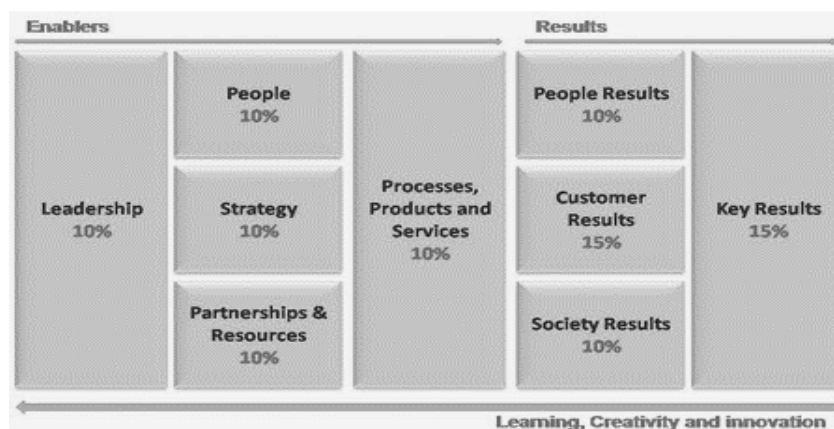 Enablers
Results
Leadership
10%
People
10%
Strategy
10%
Partnerships &
Resources
10%
Processes,
Products and
Services
10%
People Results
10%
Customer
Results
15%
Society Results
10%
Key Results
15%
Learning, Creativity and innovation